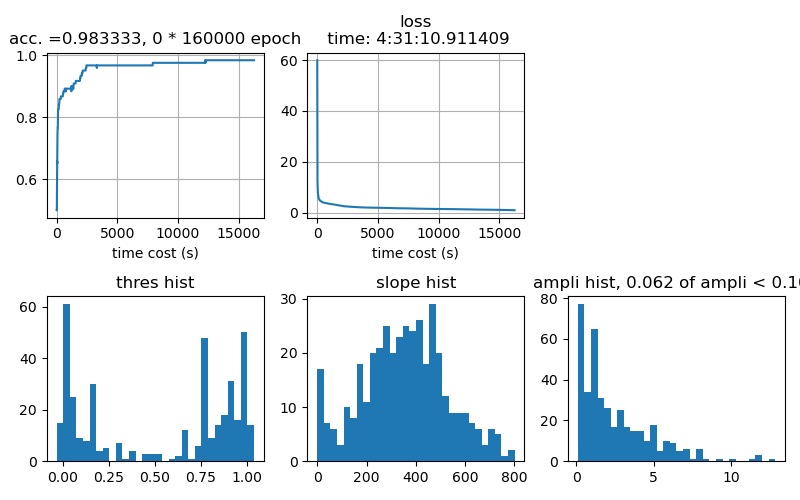 acc. =0.983333, 0 * 160000 epoch
loss
time: 4:31:10.911409
1.0
0.8
0.6
0 5000 10000 15000
time cost (s)
60
40
20
0
0 5000 10000 15000
time cost (s)
thres hist
slope hist
ampli hist, 0.062 of ampli < 0.10
60
40
20
0
0.00 0.25 0.50 0.75 1.00
30
20
10
0
0 200 400 600 800
80
60
40
20
0
0 5 10